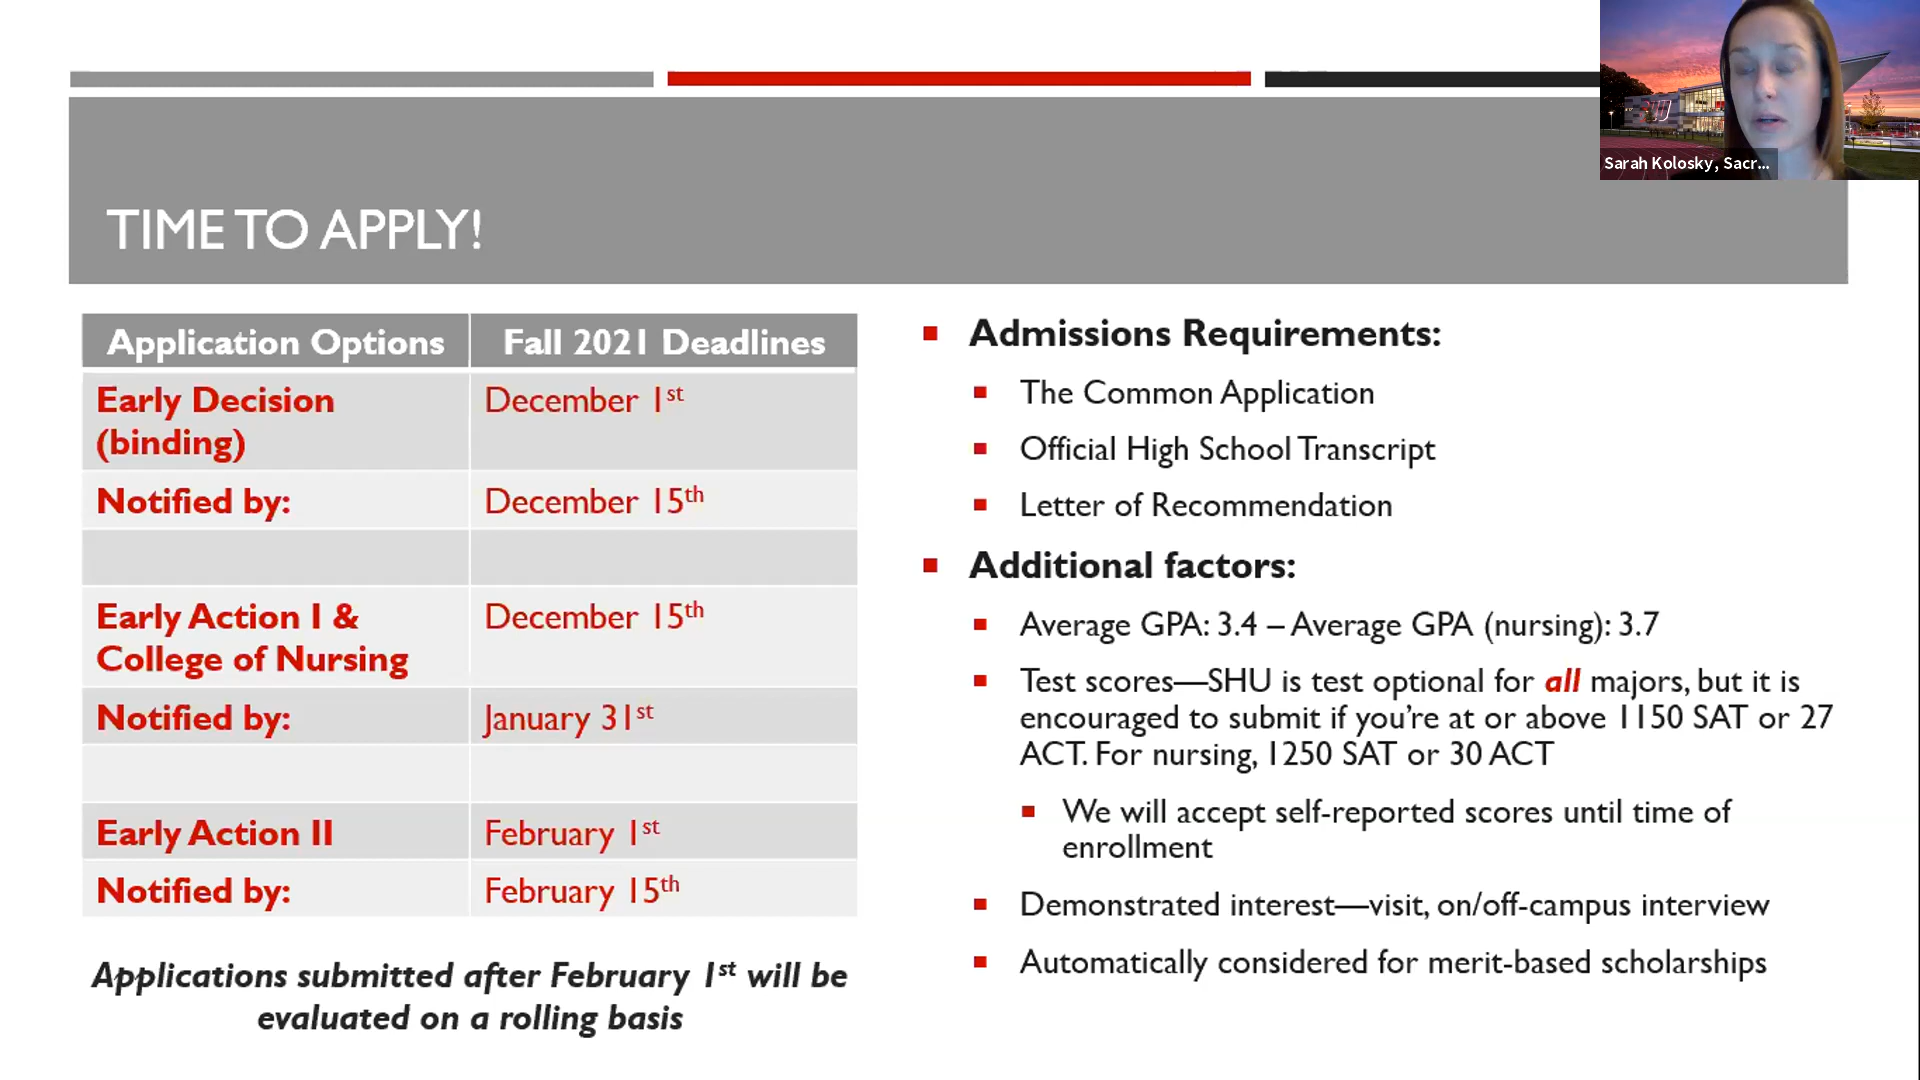 Sarah Kolosky, Sacr...
TIME TO APPLY!
Application Options
Fall 2021 Deadlines
Early Decision
(binding)
December 1st
Notified by:
December 15th
Early Action I &
College of Nursing
December 15th
Notified by:
January 31st
Early Action II
February 1st
Notified by:
February 15th
Applications submitted after February 1st will be
evaluated on a rolling basis
Admissions Requirements:
The Common Application
Official High School Transcript
Letter of Recommendation
Additional factors:
Average GPA: 3.4 – Average GPA (nursing): 3.7
Test scores—SHU is test optional for all majors, but it is
encouraged to submit if you're at or above 1150 SAT or 27
ACT. For nursing, 1250 SAT or 30 ACT
We will accept self-reported scores until time of
enrollment
Demonstrated interest—visit, on/off-campus interview
Automatically considered for merit-based scholarships